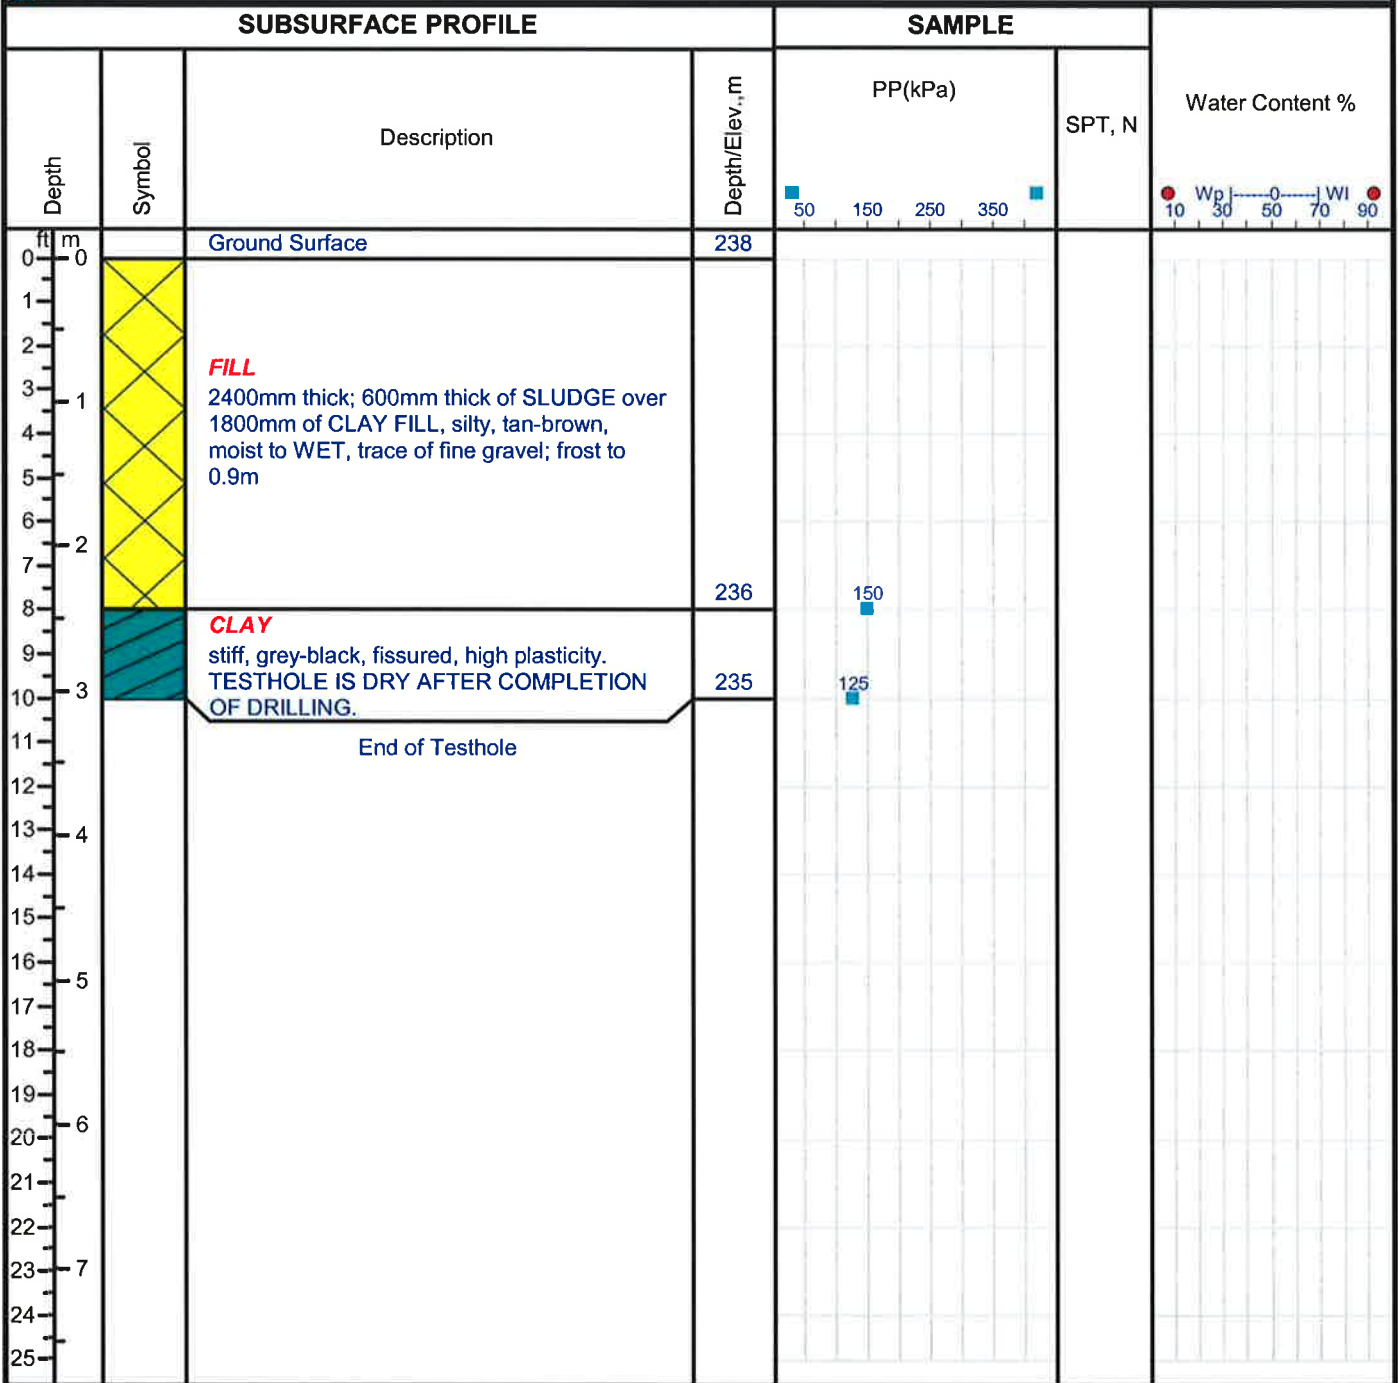 SUBSURFACE PROFILE
SAMPLE
Depth
Symbol
Description
Depth/Elev.,m
PP(kPa)
SPT, N
Water Content %
50 150 250 350
Wp|-----0-----|Wl
10 30 50 70 90
ft m
Ground Surface 238
0 0
1
2
FILL
3 1
2400mm thick; 600mm thick of SLUDGE over
1800mm of CLAY FILL, silty, tan-brown,
4
moist to WET, trace of fine gravel; frost to
5
0.9m
6
2
7
236 150
8
CLAY
9
stiff, grey-black, fissured, high plasticity.
TESTHOLE IS DRY AFTER COMPLETION 235 125
10 3
OF DRILLING.
11
End of Testhole
12
13
4
14
15
16
5
17
18
19
6
20
21
22
23 7
24
25